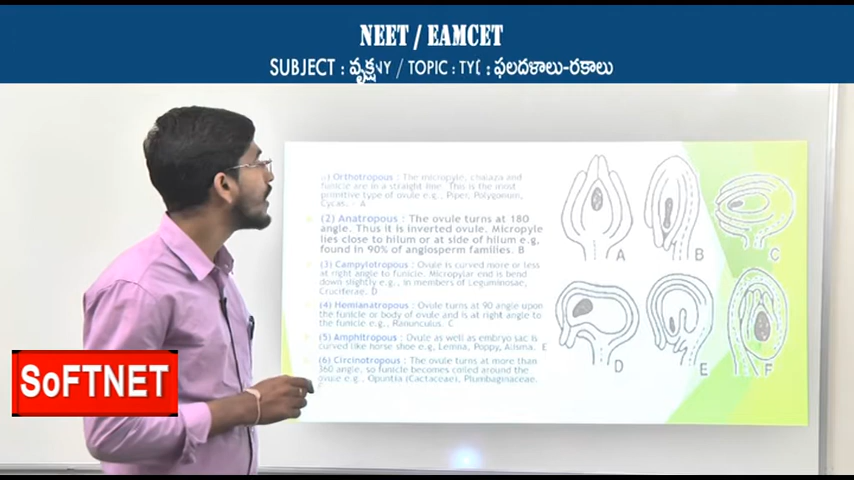 NEET / EAMCET
SUBJECT : వృక్షNY / TOPIC : TYI : ఫలదళాలు-రకాలు
1) Orthotropous : The micropyle, chalaza and
funicle are in a straight line. This is the most
primitive type of ovule e.g., Piper, Polygonum,
Cycas. - A
(2) Anatropous : The ovule turns at 180
angle. Thus it is inverted ovule. Micropyle
lies close to hilum or at side of hilum e.g.
found in 90% of angiosperm families. B
(3) Campylotropous : Ovule is curved more or less
at right angle to funicle. Micropylar end is bend
down slightly e.g., in members of Leguminosae,
Cruciferae. D
(4) Hemianatropous : Ovule turns at 90 angle upon
the funicle or body of ovule and is at right angle to
the funicle e.g., Ranunculus. C
(5) Amphitropous : Ovule as well as embryo sac is
curved like horse shoe e.g, Lemna, Poppy, Alisma. E
(6) Circinotropous : The ovule turns at more than
360 angle, so funicle becomes coiled around the
ovule e.g., Opuntia (Cactaceae), Plumbaginaceae.
A
B
C
D
E
F
SoFTNET